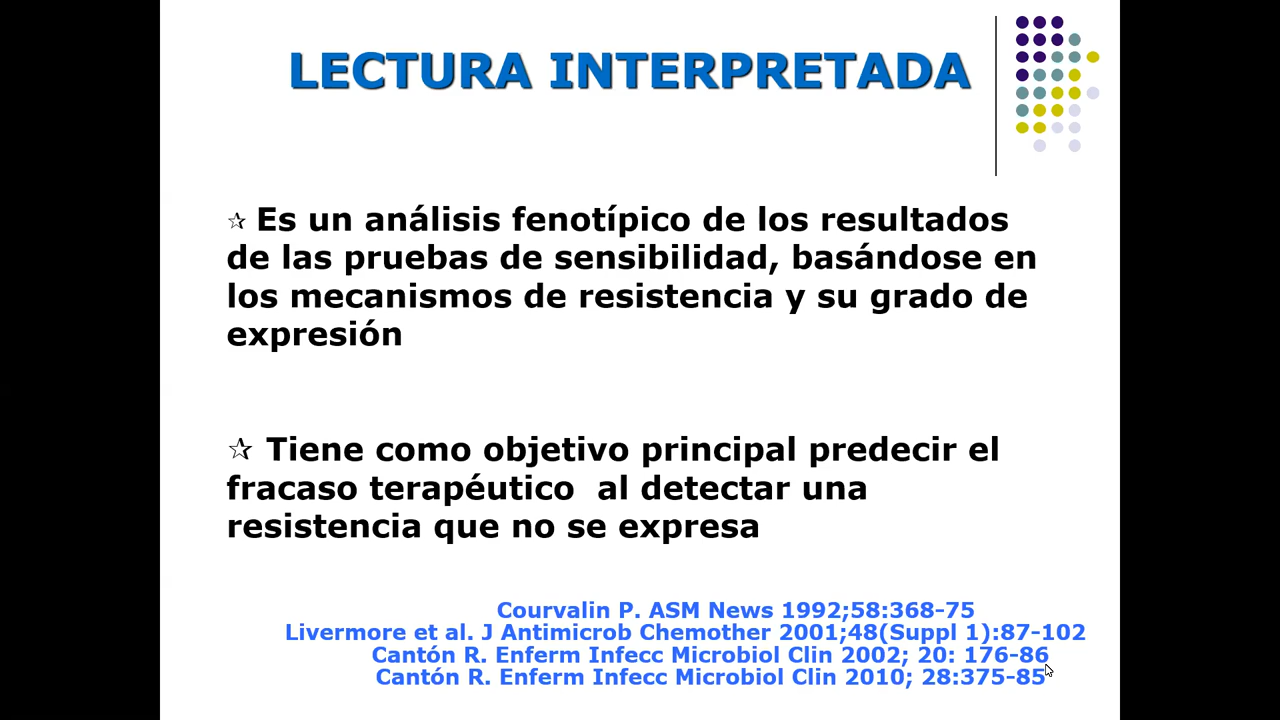 LECTURA INTERPRETADA
☆ Es un análisis fenotípico de los resultados
de las pruebas de sensibilidad, basándose en
los mecanismos de resistencia y su grado de
expresión
☆ Tiene como objetivo principal predecir el
fracaso terapéutico  al detectar una
resistencia que no se expresa
Courvalin P. ASM News 1992;58:368-75
Livermore et al. J Antimicrob Chemother 2001;48(Suppl 1):87-102
Cantón R. Enferm Infecc Microbiol Clin 2002; 20: 176-86
Cantón R. Enferm Infecc Microbiol Clin 2010; 28:375-85